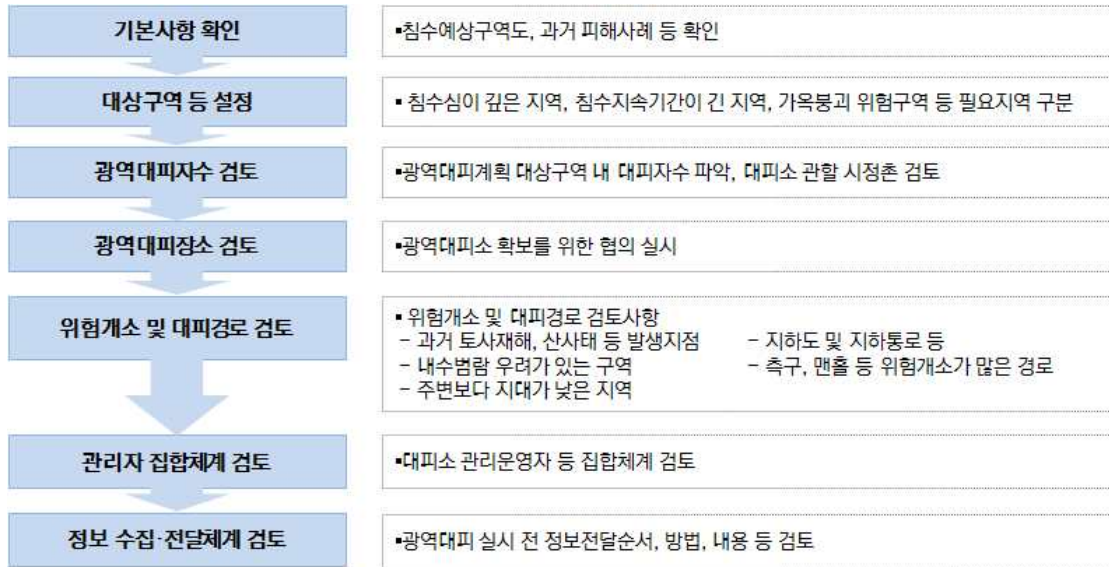 기본사항 확인
▪침수예상구역도, 과거 피해사례 등 확인
대상구역 등 설정
▪ 침수심이 깊은 지역, 침수지속기간이 긴 지역, 가옥붕괴 위험구역 등 필요지역 구분
광역대피자수 검토
▪광역대피계획 대상구역 내 대피자수 파악, 대피소 관할 시정촌 검토
광역대피장소 검토
▪광역대피소 확보를 위한 협의 실시
위험개소 및 대피경로 검토
▪ 위험개소 및 대피경로 검토사항
– 과거 토사재해, 산사태 등 발생지점 – 지하도 및 지하통로 등
– 내수범람 우려가 있는 구역 – 측구, 맨홀 등 위험개소가 많은 경로
– 주변보다 지대가 낮은 지역
관리자 집합체계 검토
▪대피소 관리운영자 등 집합체계 검토
정보 수집·전달체계 검토
▪광역대피 실시 전 정보전달순서, 방법, 내용 등 검토